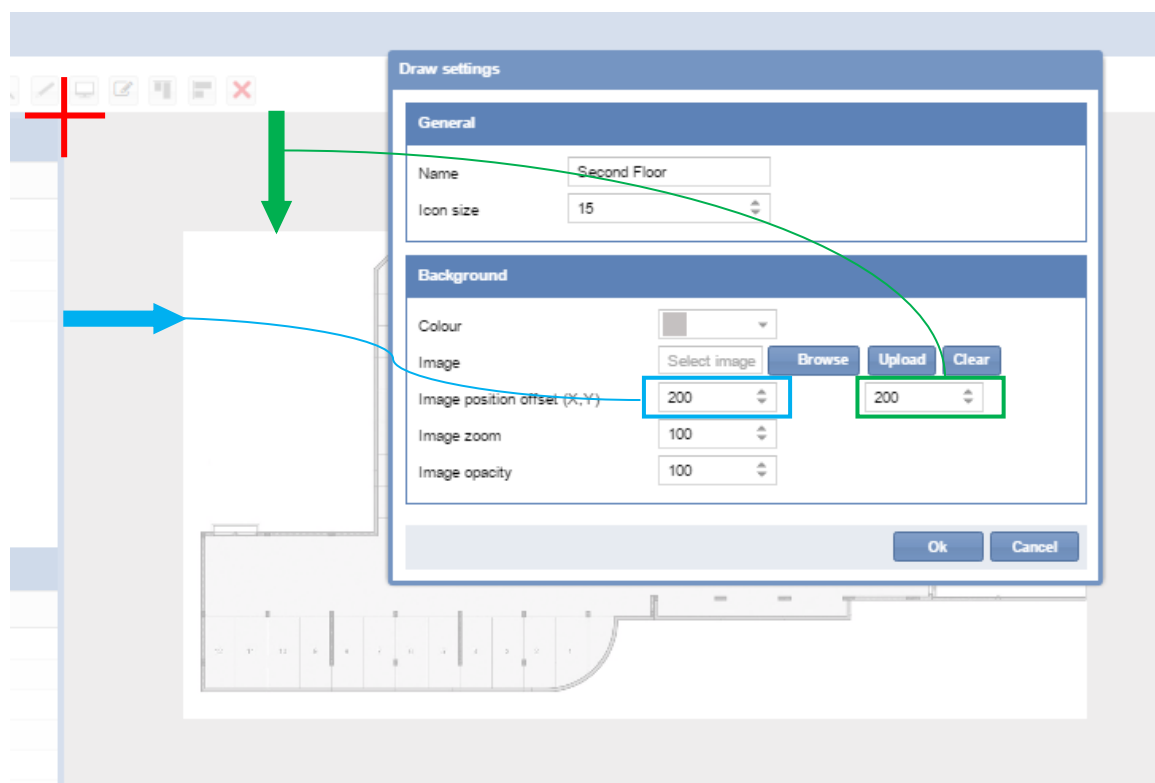 Draw settings
General
Name Second Floor
Icon size 15
Background
Colour
Image Select image Browse Upload Clear
Image position offset (X,Y) 200 200
Image zoom 100
Image opacity 100
Ok Cancel